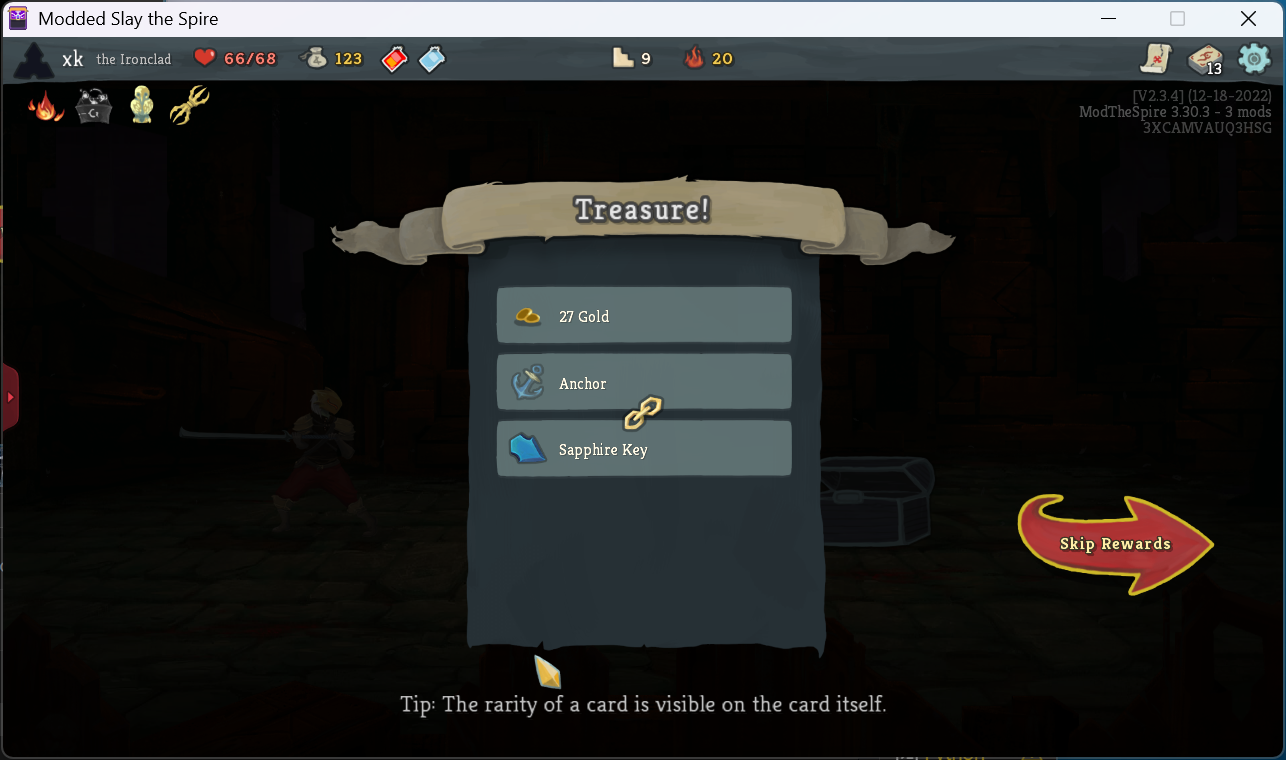 Modded Slay the Spire
xk the Ironclad 66/68 123 9 20 13
[V2.3.4] (12-18-2022)
ModTheSpire 3.30.3 - 3 mods
3XCAMVAUQ3HSG
Treasure!
27 Gold
Anchor
Sapphire Key
Skip Rewards
Tip: The rarity of a card is visible on the card itself.